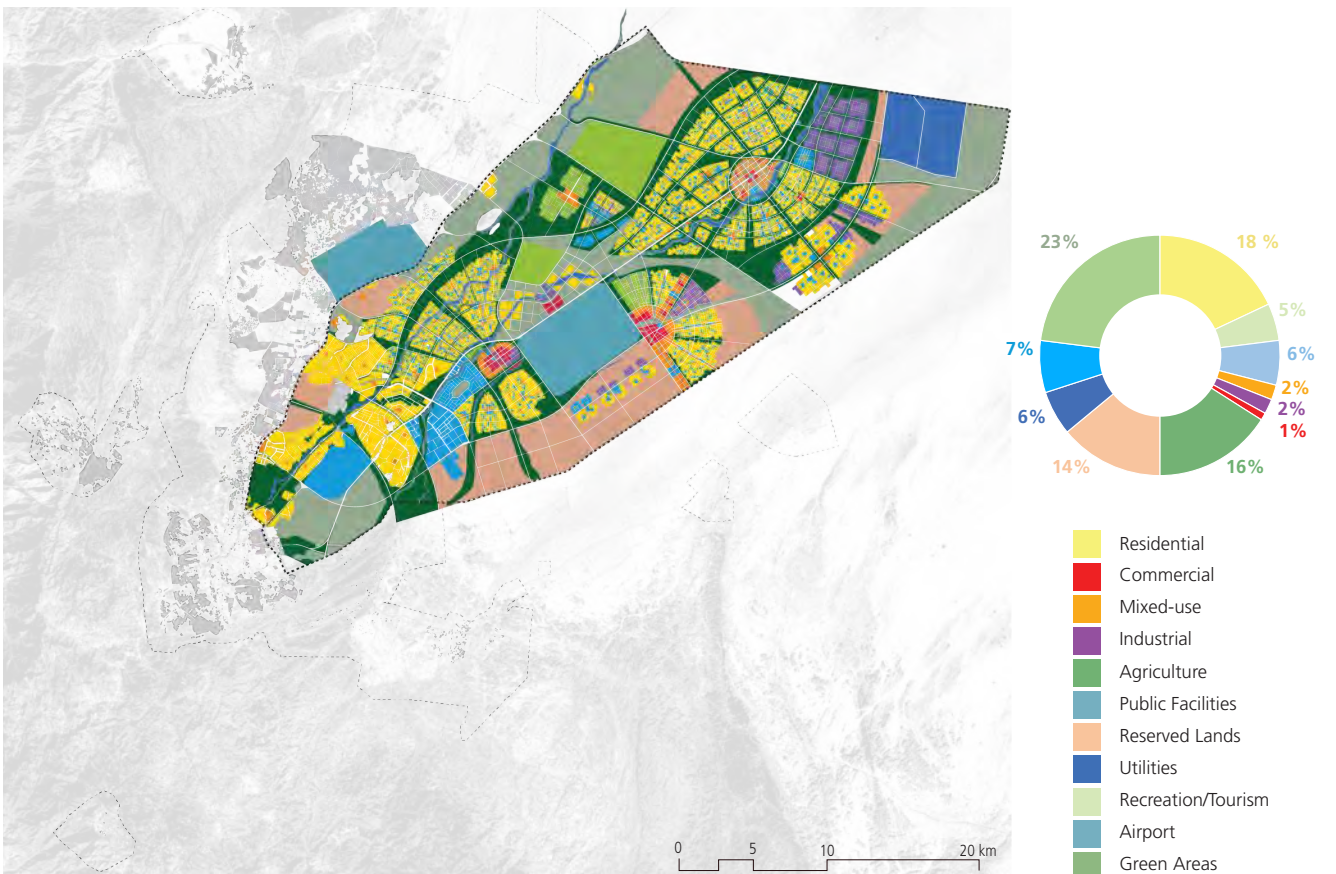 23%
18 %
5%
7%
6%
2%
6%
2%
1%
14%
16%
Residential
Commercial
Mixed-use
Industrial
Agriculture
Public Facilities
Reserved Lands
Utilities
Recreation/Tourism
Airport
Green Areas
0 5 10 20 km